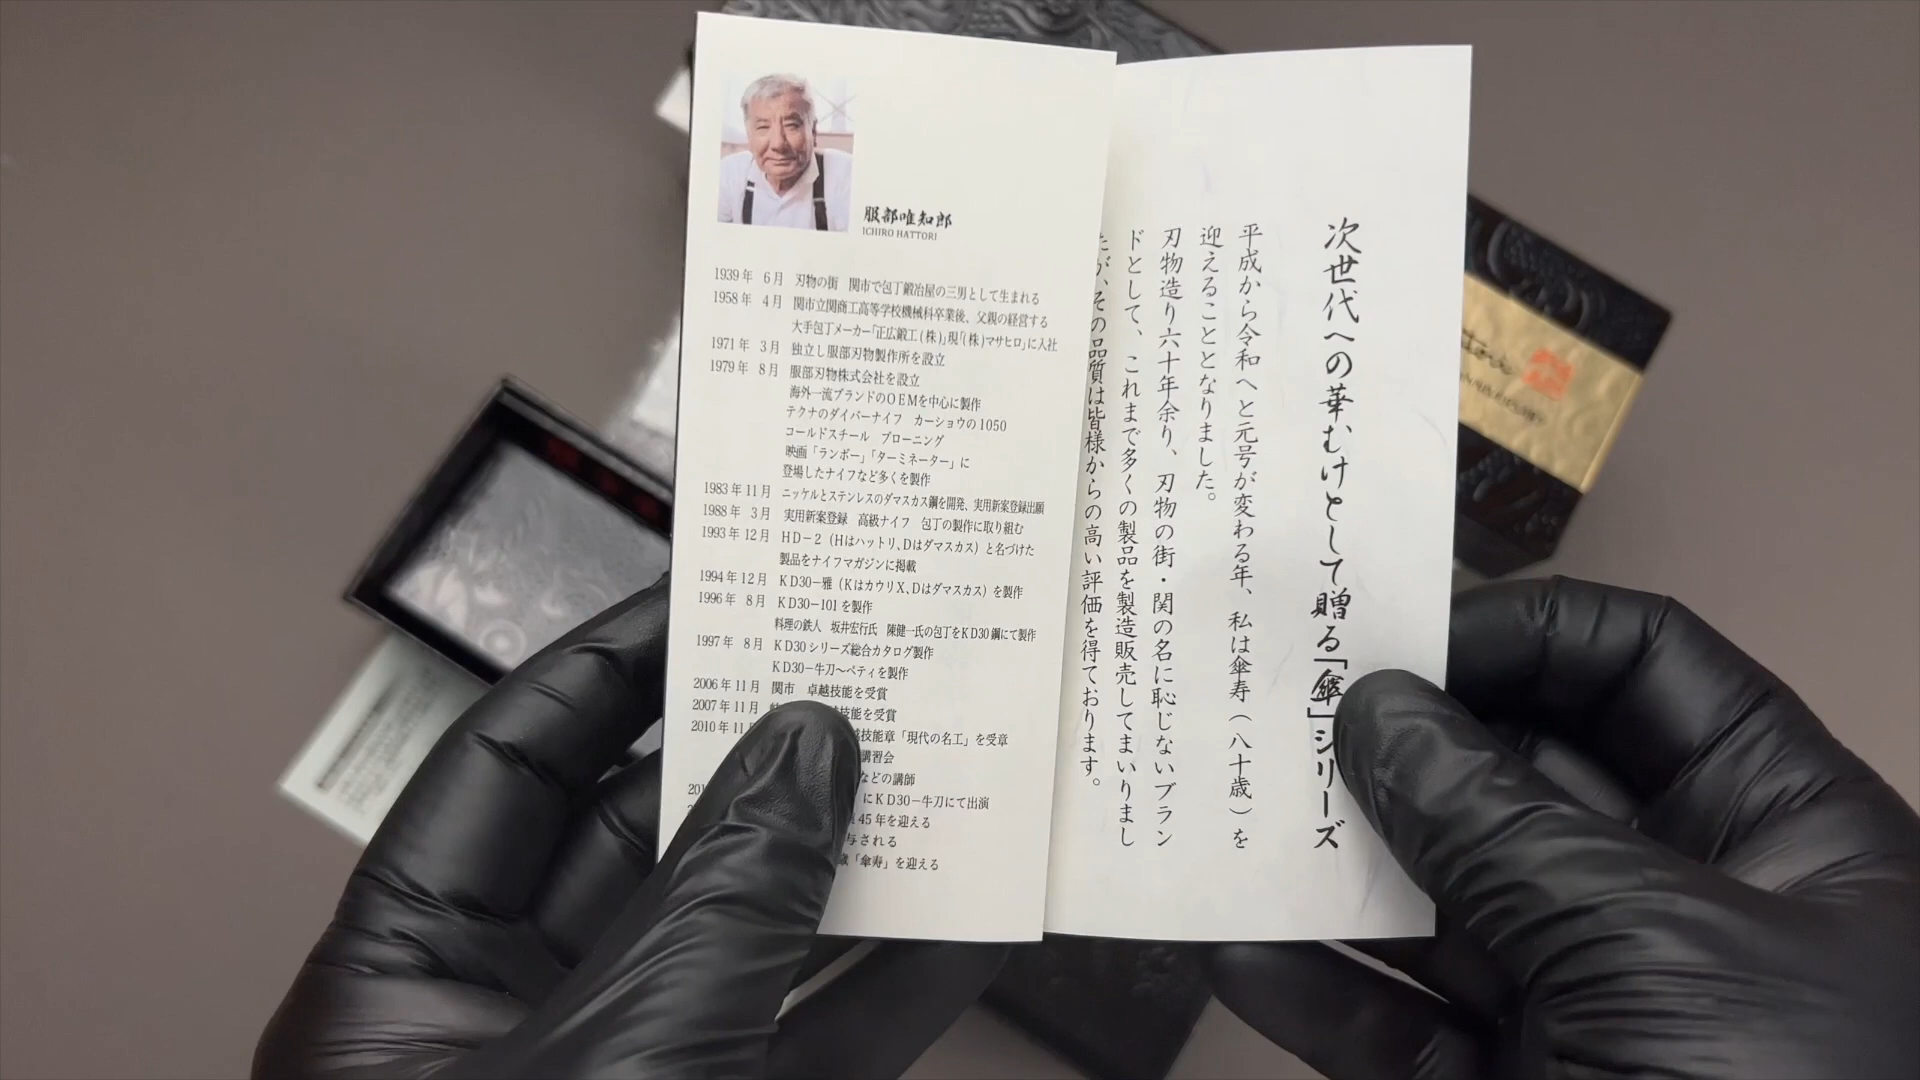 服部唯知郎
ICHIRO HATTORI
1939年 6月 刃物の街 関市で包丁鍛冶屋の三男として生まれる
1958年 4月 関市立関商工高等学校機械科卒業後、父親の経営する
大手包丁メーカー「正広鍛工(株)」現「(株)マサヒロ」に入社
1971年 3月 独立し服部刃物製作所を設立
1979年 8月 服部刃物株式会社を設立
海外一流ブランドのOEMを中心に製作
テクナのダイバーナイフ カーショウの1050
コールドスチール ブローニング
映画「ランボー」「ターミネーター」に
登場したナイフなど多くを製作
1983年11月 ニッケルとステンレスのダマスカス鋼を開発、実用新案登録出願
1988年 3月 実用新案登録 高級ナイフ 包丁の製作に取り組む
1993年12月 HD−2(Hはハットリ、Dはダマスカス)と名づけた
製品をナイフマガジンに掲載
1994年12月 KD30−雅(KはカウリX、Dはダマスカス)を製作
1996年 8月 KD30−101を製作
料理の鉄人 坂井宏行氏 陳健一氏の包丁をKD30鋼にて製作
1997年 8月 KD30シリーズ総合カタログ製作
KD30−牛刀〜ペティを製作
2006年11月 関市 卓越技能を受賞
2007年11月 技能を受賞
2010年11 技能章「現代の名工」を受章
講習会
などの講師
にKD30−牛刀にて出演
45年を迎える
与される
歳「傘寿」を迎える
次世代への華むけとして贈る「傘」シリーズ
平成から令和へと元号が変わる年、私は傘寿(八十歳)を
迎えることとなりました。
刃物造り六十年余り、刃物の街・関の名に恥じないブラン
ドとして、これまで多くの製品を製造販売してまいりまし
たが、その品質は皆様からの高い評価を得ております。